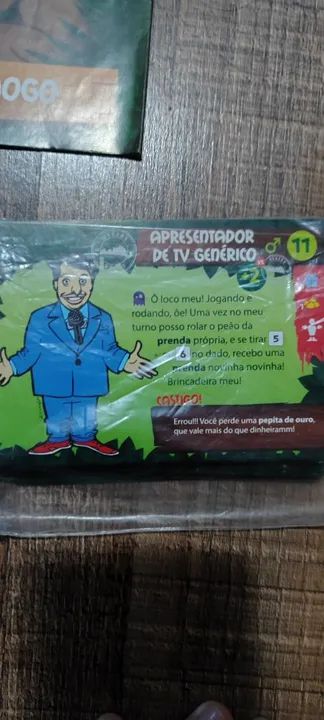 OOGO
APRESENTADOR
DE TV GENÉRICO
11
Ô loco meu! Jogando e
rodando, ôe! Uma vez no meu
turno posso rolar o peão da
prenda própria, e se tirar 5
6 no dado, recebo uma
prenda novinha novinha!
Brincadeira meu!
CASTIGO!
Errou!!! Você perde uma pepita de ouro,
que vale mais do que dinheiramm!